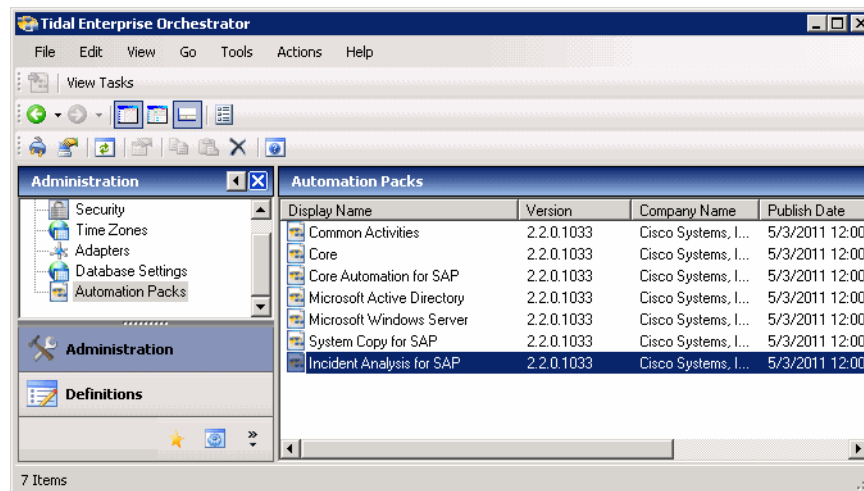 Tidal Enterprise Orchestrator
File Edit View Go Tools Actions Help
View Tasks
Administration
Security
Time Zones
Adapters
Database Settings
Automation Packs
Administration
Definitions
Automation Packs
Display Name Version Company Name Publish Date
Common Activities 2.2.0.1033 Cisco Systems, I... 5/3/2011 12:00
Core 2.2.0.1033 Cisco Systems, I... 5/3/2011 12:00
Core Automation for SAP 2.2.0.1033 Cisco Systems, I... 5/3/2011 12:00
Microsoft Active Directory 2.2.0.1033 Cisco Systems, I... 5/3/2011 12:00
Microsoft Windows Server 2.2.0.1033 Cisco Systems, I... 5/3/2011 12:00
System Copy for SAP 2.2.0.1033 Cisco Systems, I... 5/3/2011 12:00
Incident Analysis for SAP 2.2.0.1033 Cisco Systems, I... 5/3/2011 12:00
7 Items